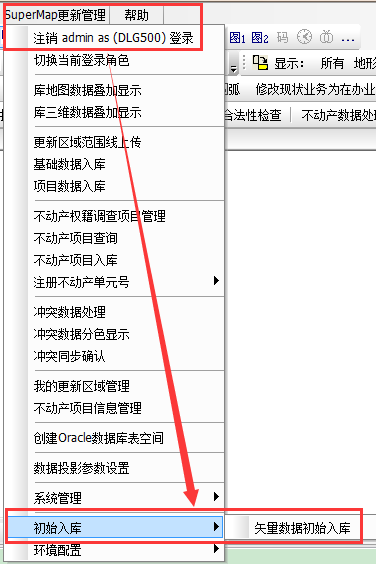 SuperMap更新管理 帮助
注销 admin as (DLG500) 登录
图1 图2 码 ...
切换当前登录角色
显示： 所有 地形
库地图数据叠加显示
修改现状业务为在办业
库三维数据叠加显示
合法性检查 不动产数据处
更新区域范围线上传
基础数据入库
项目数据入库
不动产权籍调查项目管理
不动产项目查询
不动产项目入库
注册不动产单元号
冲突数据处理
冲突数据分色显示
冲突同步确认
我的更新区域管理
不动产项目信息管理
创建Oracle数据库表空间
数据投影参数设置
系统管理
初始入库 矢量数据初始入库
环境配置